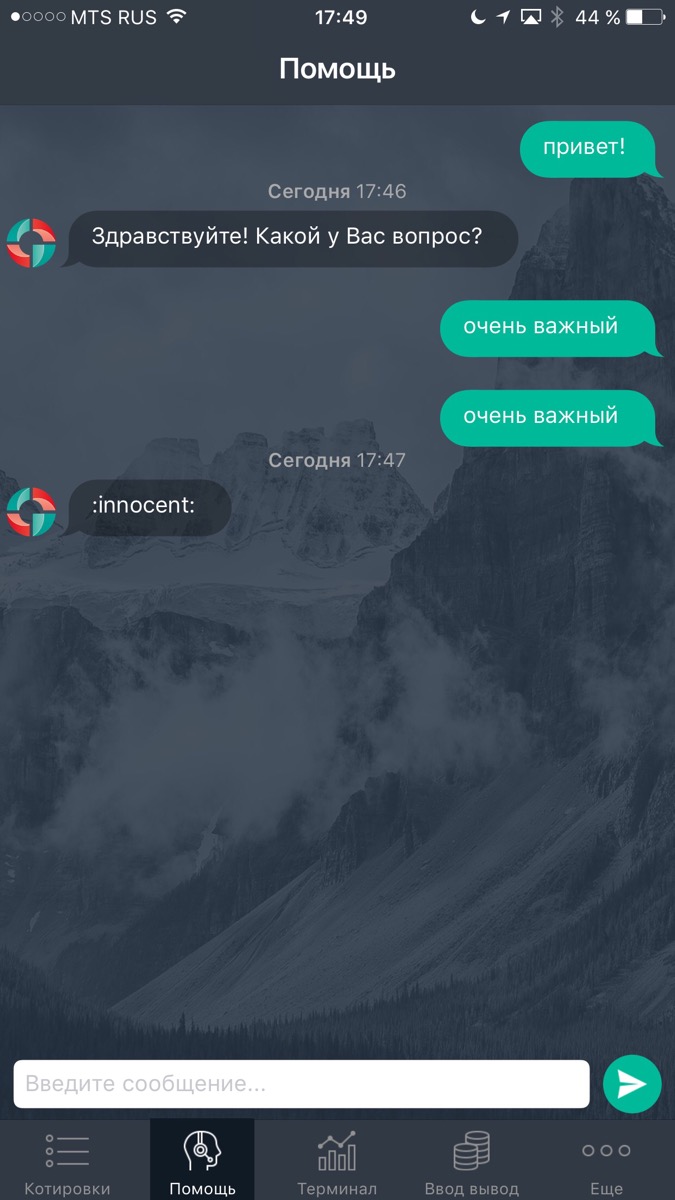 MTS RUS 17:49 44 %
Помощь
привет!
Сегодня 17:46
Здравствуйте! Какой у Вас вопрос?
очень важный
очень важный
Сегодня 17:47
:innocent:
Введите сообщение...
Котировки Помощь Терминал Ввод вывод Еще